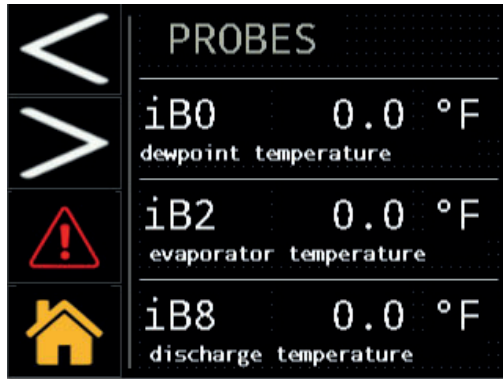 PROBES
iB0 0.0 °F
dewpoint temperature
iB2 0.0 °F
evaporator temperature
iB8 0.0 °F
discharge temperature